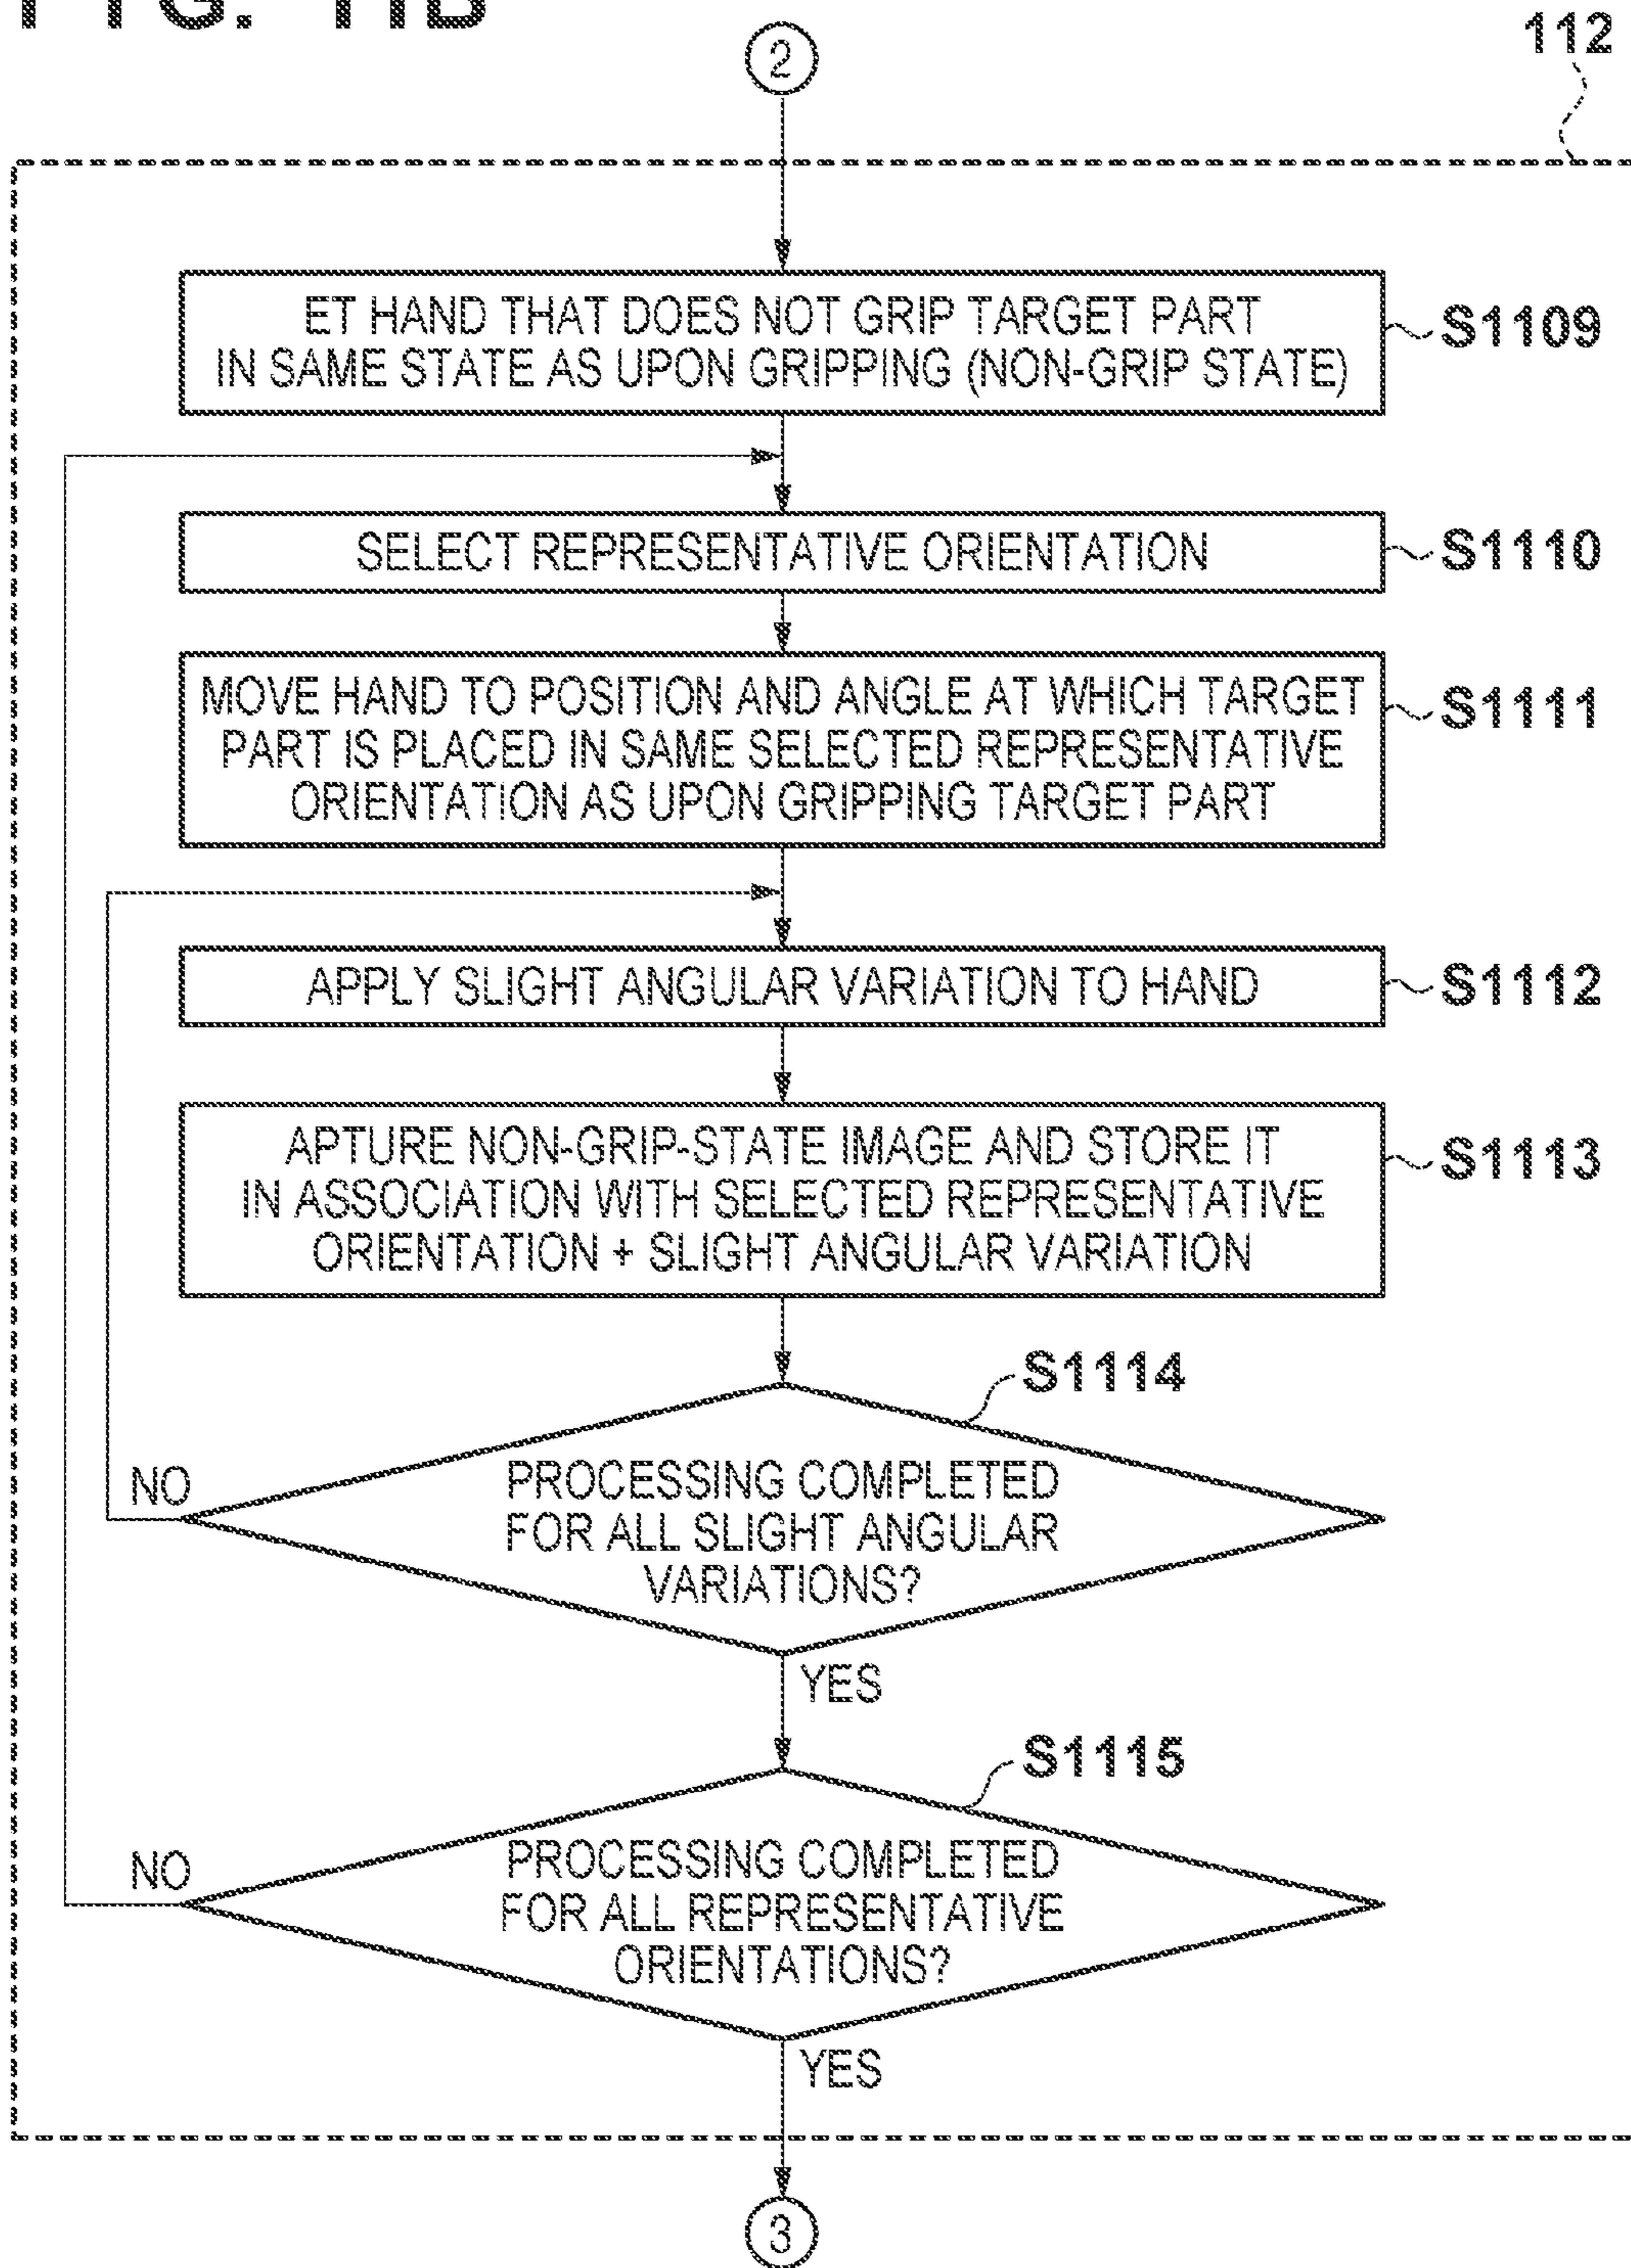 FIG. 11B
2
112
ET HAND THAT DOES NOT GRIP TARGET PART
IN SAME STATE AS UPON GRIPPING (NON-GRIP STATE)
S1109
SELECT REPRESENTATIVE ORIENTATION
S1110
MOVE HAND TO POSITION AND ANGLE AT WHICH TARGET
PART IS PLACED IN SAME SELECTED REPRESENTATIVE
ORIENTATION AS UPON GRIPPING TARGET PART
S1111
APPLY SLIGHT ANGULAR VARIATION TO HAND
S1112
APTURE NON-GRIP-STATE IMAGE AND STORE IT
IN ASSOCIATION WITH SELECTED REPRESENTATIVE
ORIENTATION + SLIGHT ANGULAR VARIATION
S1113
S1114
PROCESSING COMPLETED
FOR ALL SLIGHT ANGULAR
VARIATIONS?
NO
YES
S1115
PROCESSING COMPLETED
FOR ALL REPRESENTATIVE
ORIENTATIONS?
NO
YES
3